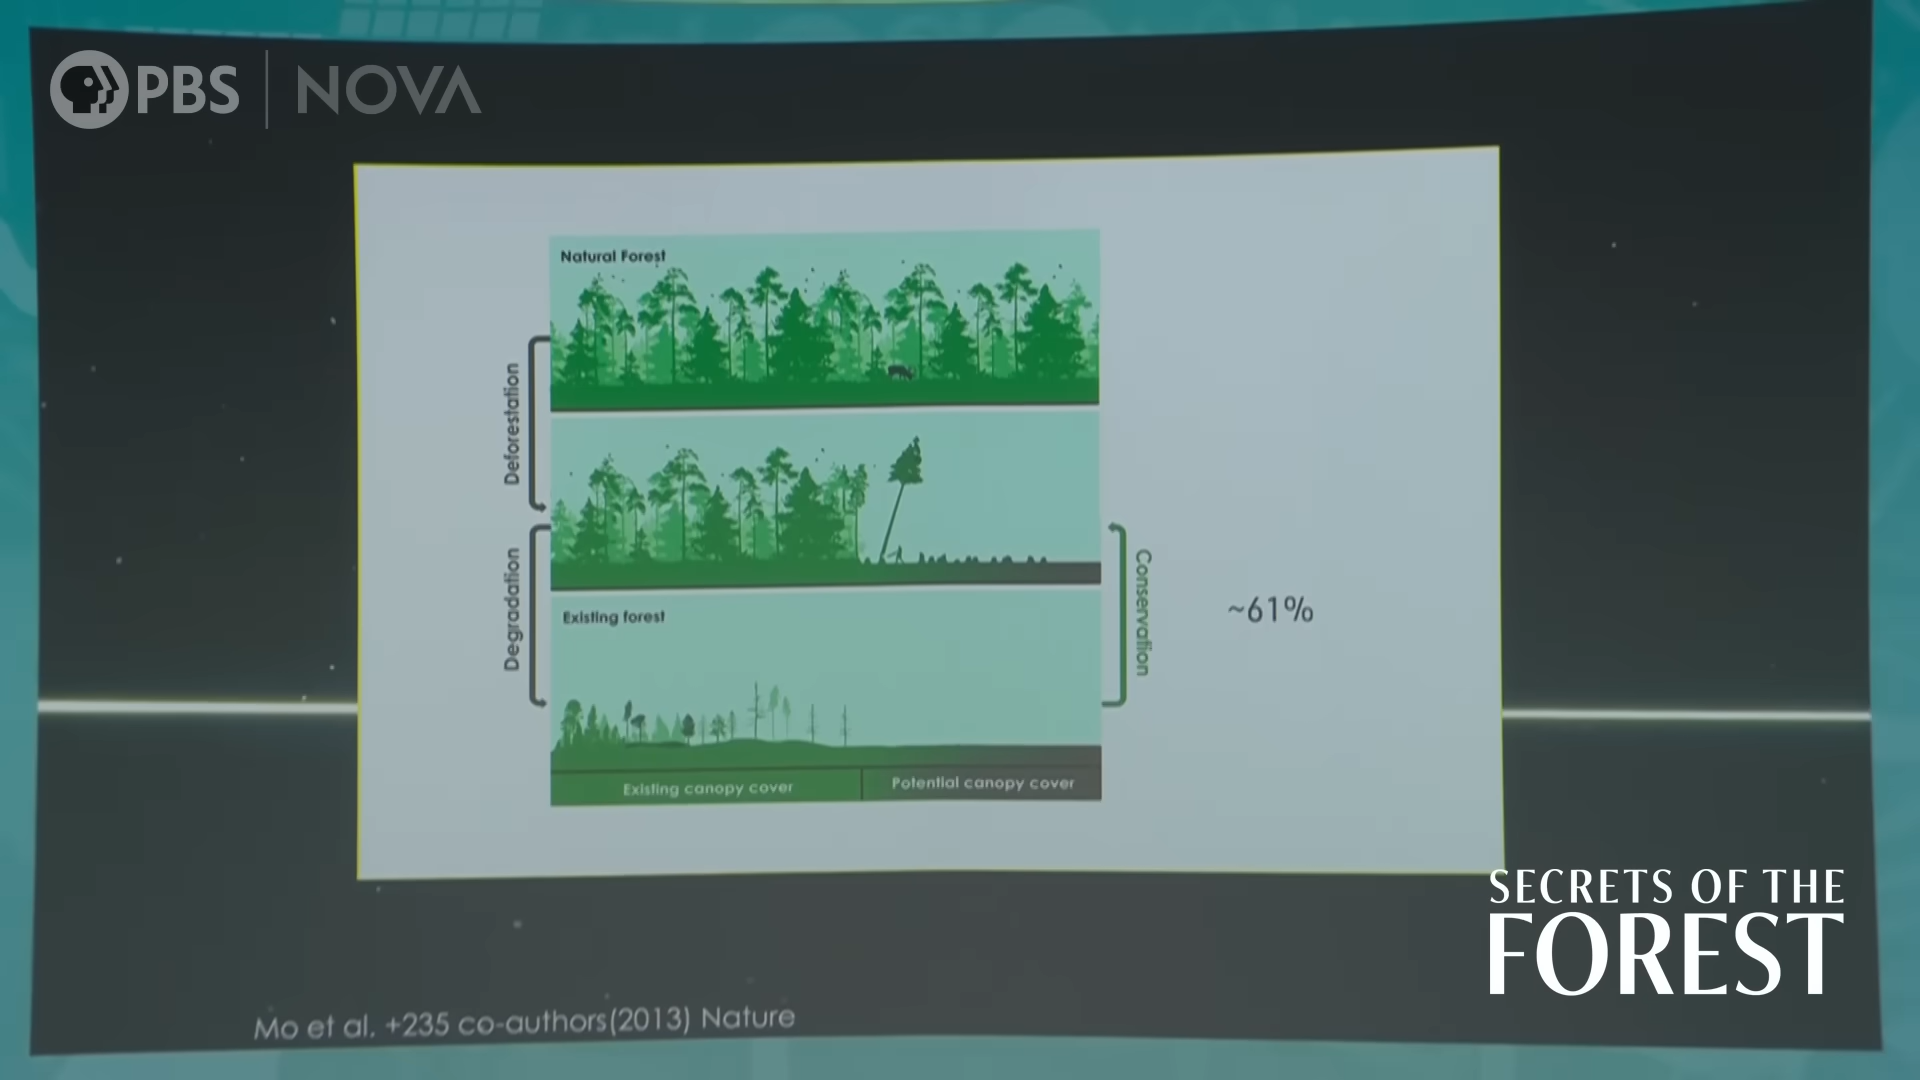 PBS | NOVA
Natural Forest
Deforestation
Degradation
Existing forest
Conservation
~61%
Existing canopy cover
Potential canopy cover
SECRETS OF THE
FOREST
Mo et al. +235 co-authors(2013) Nature